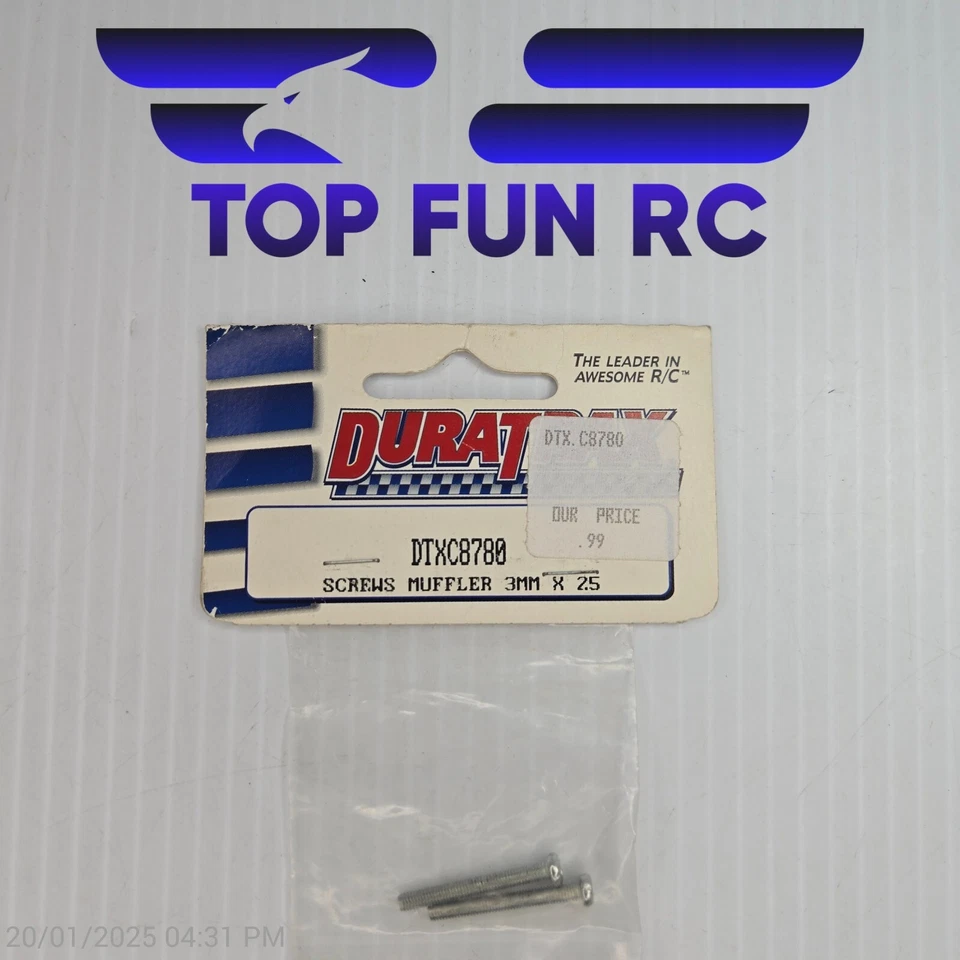 TOP FUN RC
THE LEADER IN
AWESOME R/C™
DURATRAX
DTX.C8780
OUR PRICE
.99
DTXC8780
SCREWS MUFFLER 3MM X 25
20/01/2025 04:31 PM